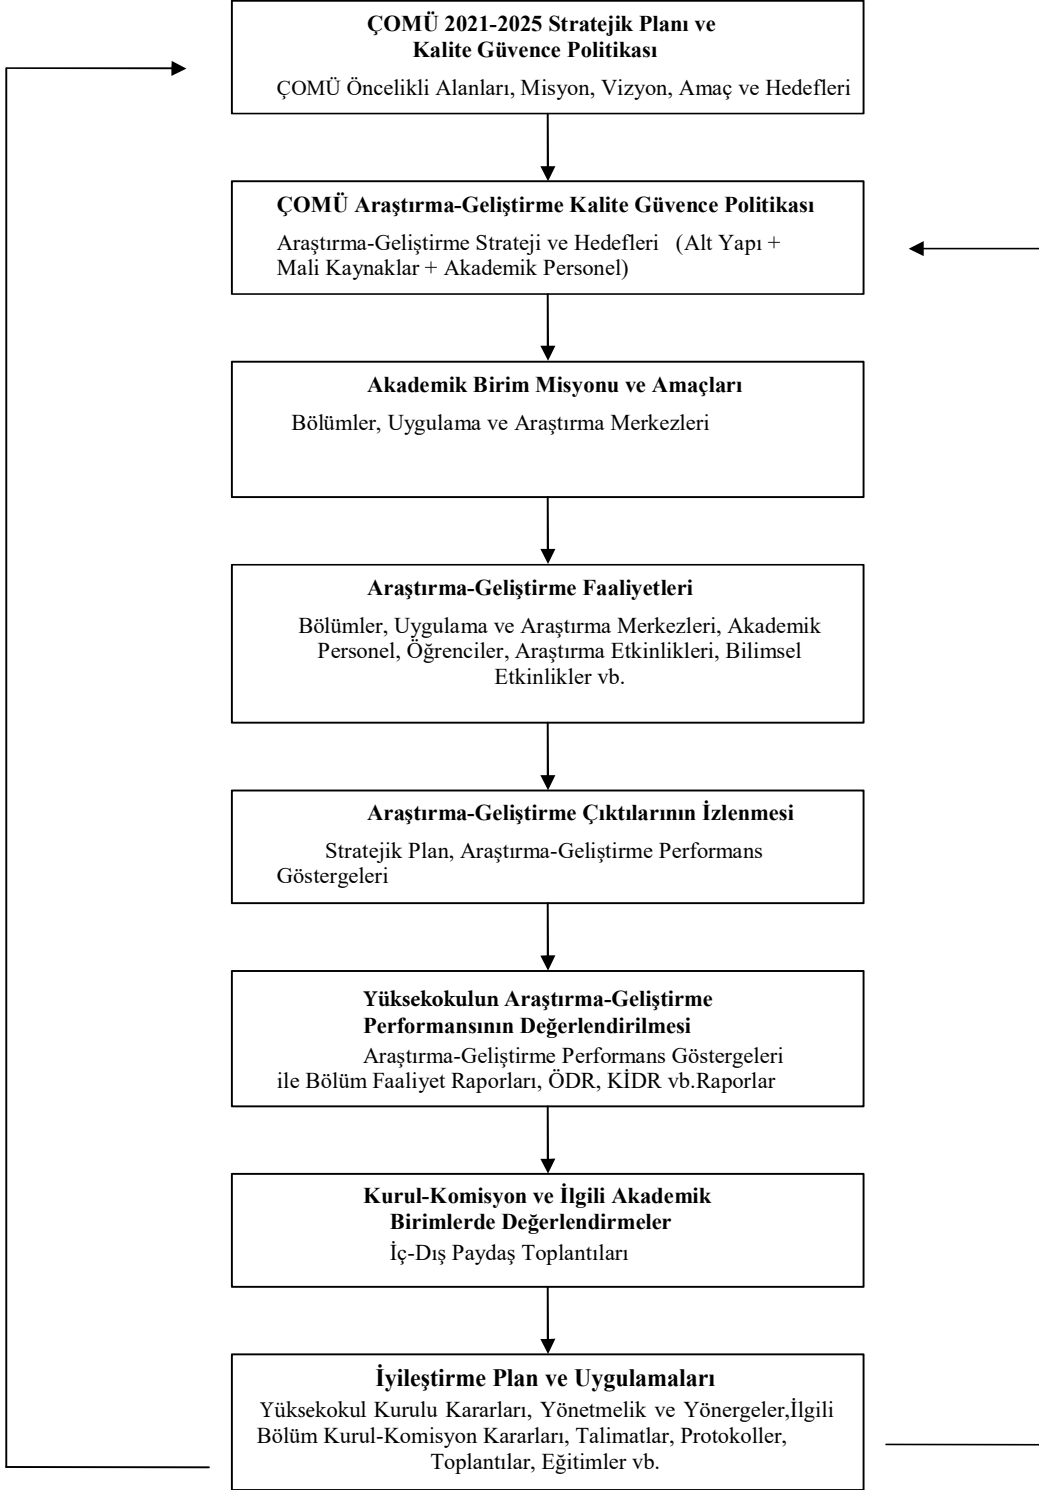 ÇOMÜ 2021-2025 Stratejik Planı ve
Kalite Güvence Politikası
ÇOMÜ Öncelikli Alanları, Misyon, Vizyon, Amaç ve Hedefleri
ÇOMÜ Araştırma-Geliştirme Kalite Güvence Politikası
Araştırma-Geliştirme Strateji ve Hedefleri (Alt Yapı +
Mali Kaynaklar + Akademik Personel)
Akademik Birim Misyonu ve Amaçları
Bölümler, Uygulama ve Araştırma Merkezleri
Araştırma-Geliştirme Faaliyetleri
Bölümler, Uygulama ve Araştırma Merkezleri, Akademik
Personel, Öğrenciler, Araştırma Etkinlikleri, Bilimsel
Etkinlikler vb.
Araştırma-Geliştirme Çıktılarının İzlenmesi
Stratejik Plan, Araştırma-Geliştirme Performans
Göstergeleri
Yüksekokulun Araştırma-Geliştirme
Performansının Değerlendirilmesi
Araştırma-Geliştirme Performans Göstergeleri
ile Bölüm Faaliyet Raporları, ÖDR, KİDR vb.Raporlar
Kurul-Komisyon ve İlgili Akademik
Birimlerde Değerlendirmeler
İç-Dış Paydaş Toplantıları
İyileştirme Plan ve Uygulamaları
Yüksekokul Kurulu Kararları, Yönetmelik ve Yönergeler,İlgili
Bölüm Kurul-Komisyon Kararları, Talimatlar, Protokoller,
Toplantılar, Eğitimler vb.